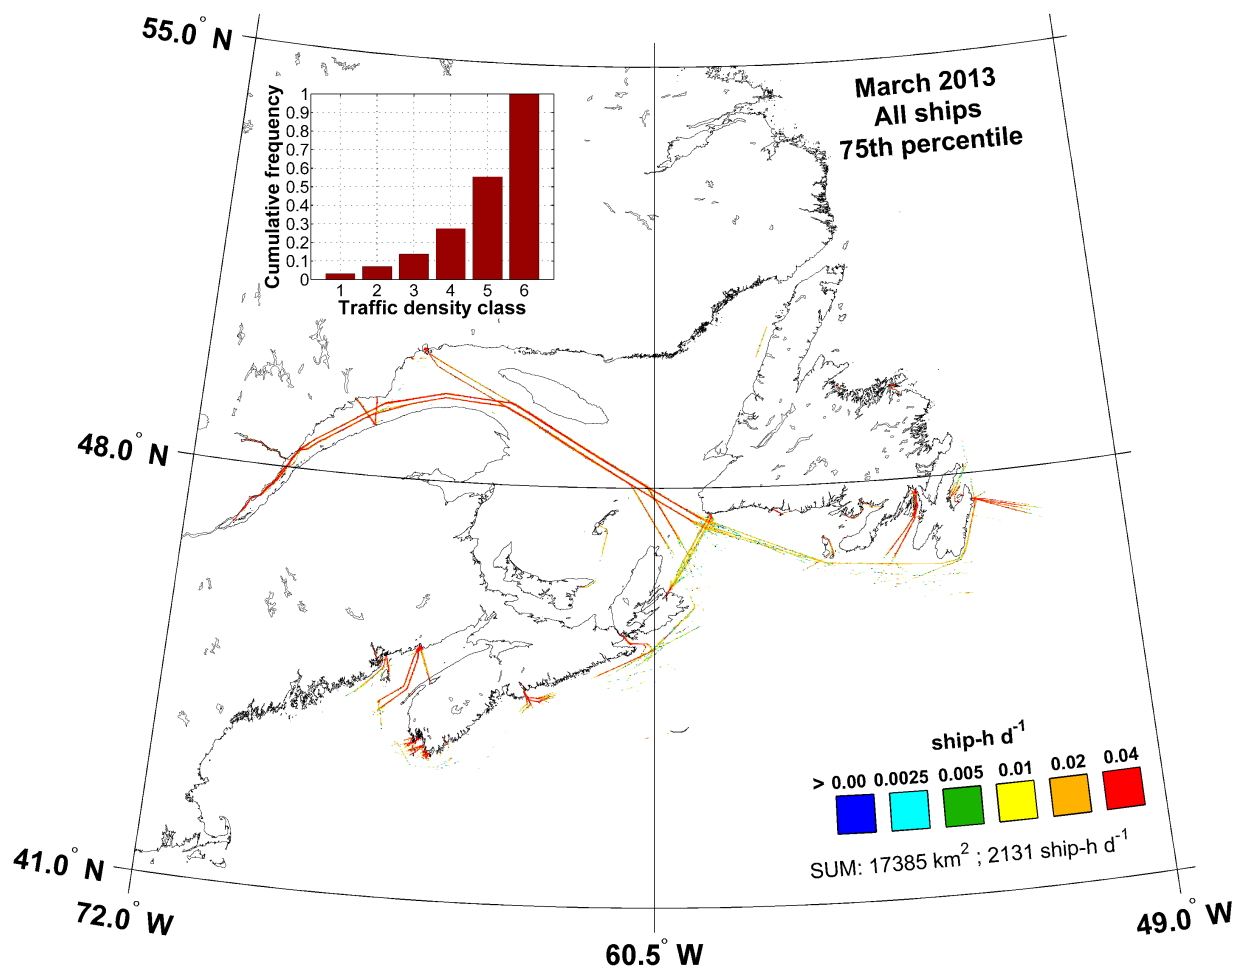 55.0° N
March 2013
All ships
75th percentile
Cumulative frequency
1
0.9
0.8
0.7
0.6
0.5
0.4
0.3
0.2
0.1
0
1 2 3 4 5 6
Traffic density class
48.0° N
ship-h d⁻¹
> 0.00 0.0025 0.005 0.01 0.02 0.04
SUM: 17385 km² ; 2131 ship-h d⁻¹
41.0° N
72.0° W
60.5° W
49.0° W